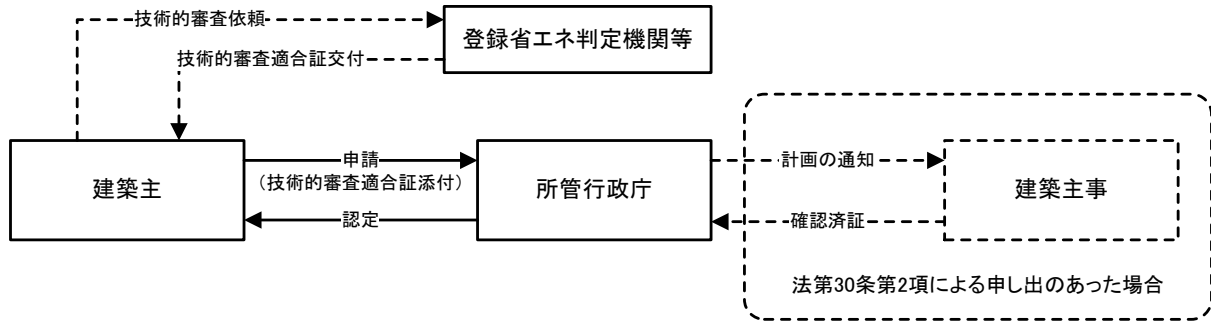 技術的審査依頼
登録省エネ判定機関等
技術的審査適合証交付
建築主
申請
（技術的審査適合証添付）
認定
所管行政庁
計画の通知
確認済証
建築主事
法第30条第2項による申し出のあった場合